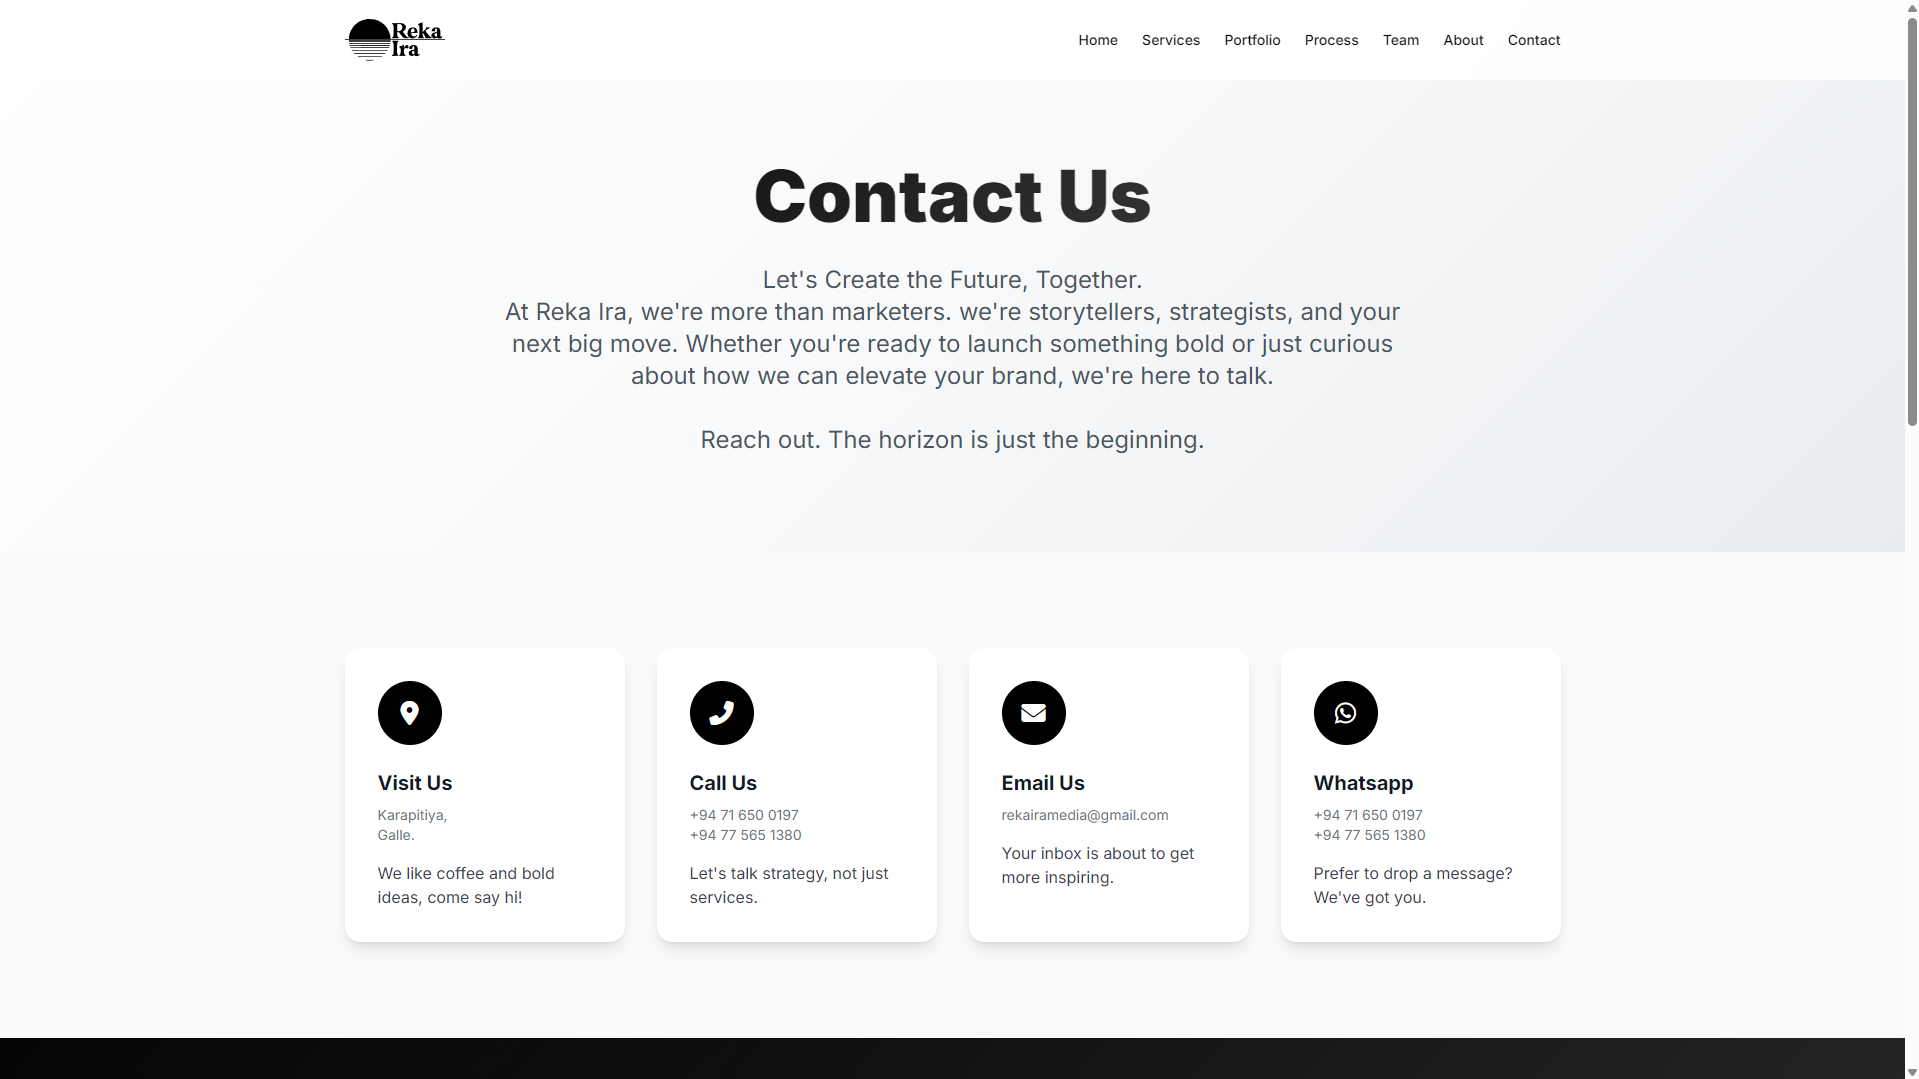 Reka
Ira
Home
Services
Portfolio
Process
Team
About
Contact
Contact Us
Let's Create the Future, Together.
At Reka Ira, we're more than marketers. we're storytellers, strategists, and your
next big move. Whether you're ready to launch something bold or just curious
about how we can elevate your brand, we're here to talk.
Reach out. The horizon is just the beginning.
Visit Us
Karapitiya,
Galle.
We like coffee and bold
ideas, come say hi!
Call Us
+94 71 650 0197
+94 77 565 1380
Let's talk strategy, not just
services.
Email Us
rekairamedia@gmail.com
Your inbox is about to get
more inspiring.
Whatsapp
+94 71 650 0197
+94 77 565 1380
Prefer to drop a message?
We've got you.